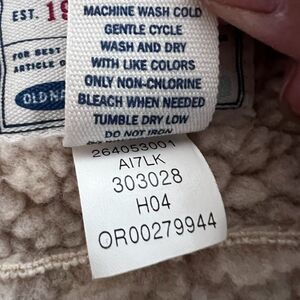 EST. 19
FOR BEST
ARTICLE O
OLD NA
MACHINE WASH COLD
GENTLE CYCLE
WASH AND DRY
WITH LIKE COLORS
ONLY NON-CHLORINE
BLEACH WHEN NEEDED
TUMBLE DRY LOW
DO NOT IRON
264053001
AI7LK
303028
H04
OR00279944